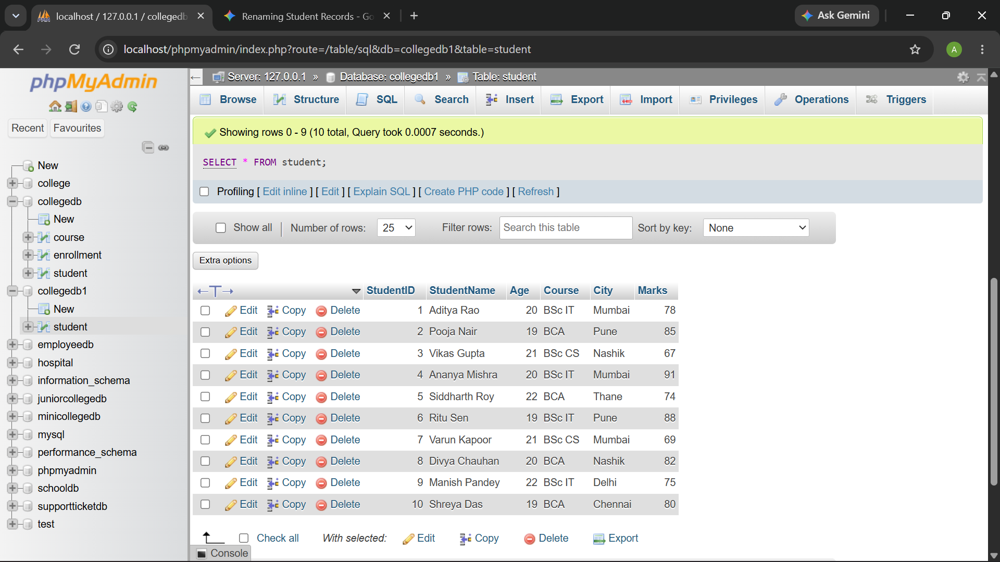 localhost / 127.0.0.1 / collegedb
Renaming Student Records - Go
Ask Gemini
localhost/phpmyadmin/index.php?route=/table/sql&db=collegedb1&table=student
A
phpMyAdmin
Recent
Favourites
New
college
collegedb
New
course
enrollment
student
collegedb1
New
student
employeedb
hospital
information_schema
juniorcollegedb
minicollegedb
mysql
performance_schema
phpmyadmin
schooldb
supportticketdb
test
Server: 127.0.0.1 » Database: collegedb1 » Table: student
Browse Structure SQL Search Insert Export Import Privileges Operations Triggers
Showing rows 0 - 9 (10 total, Query took 0.0007 seconds.)
SELECT * FROM student;
Profiling [ Edit inline ] [ Edit ] [ Explain SQL ] [ Create PHP code ] [ Refresh ]
Show all Number of rows: 25 Filter rows: Search this table Sort by key: None
Extra options
StudentID StudentName Age Course City Marks
Edit Copy Delete 1 Aditya Rao 20 BSc IT Mumbai 78
Edit Copy Delete 2 Pooja Nair 19 BCA Pune 85
Edit Copy Delete 3 Vikas Gupta 21 BSc CS Nashik 67
Edit Copy Delete 4 Ananya Mishra 20 BSc IT Mumbai 91
Edit Copy Delete 5 Siddharth Roy 22 BCA Thane 74
Edit Copy Delete 6 Ritu Sen 19 BSc IT Pune 88
Edit Copy Delete 7 Varun Kapoor 21 BSc CS Mumbai 69
Edit Copy Delete 8 Divya Chauhan 20 BCA Nashik 82
Edit Copy Delete 9 Manish Pandey 22 BSc IT Delhi 75
Edit Copy Delete 10 Shreya Das 19 BCA Chennai 80
Check all With selected: Edit Copy Delete Export
Console